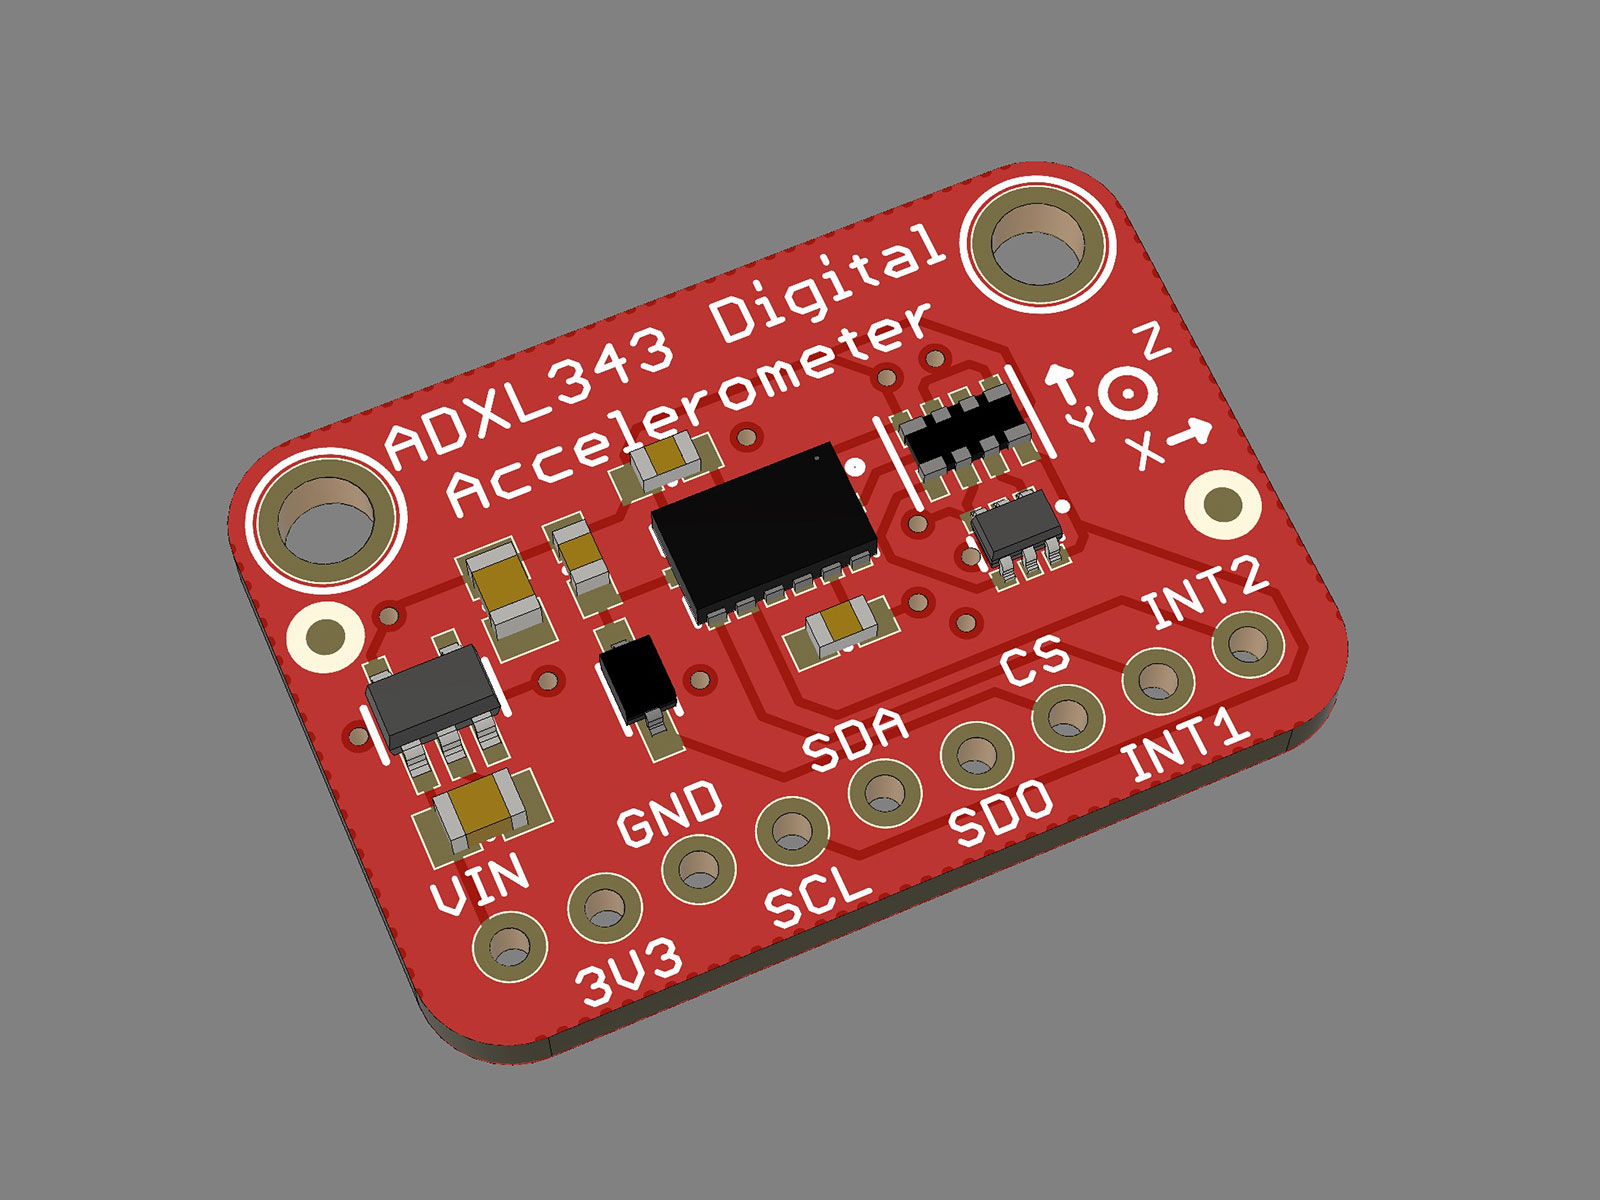 ADXL343 Digital
Accelerometer
Z
Y
X
INT2
CS
INT1
SDA
SDO
GND
SCL
VIN
3V3